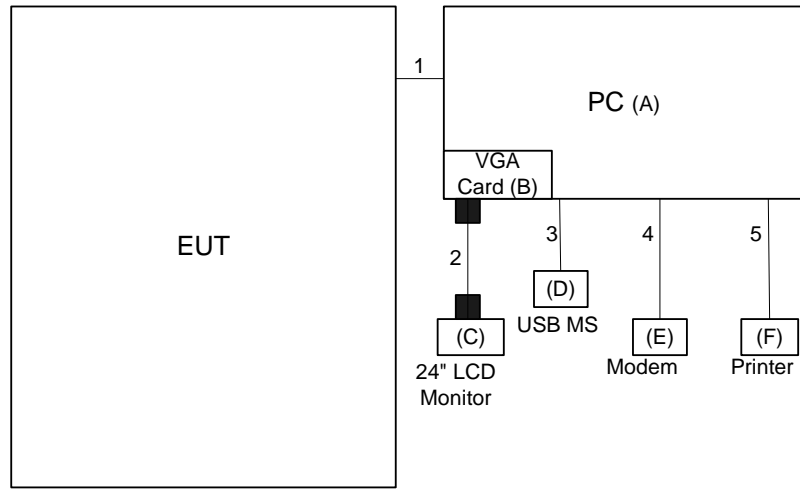 1
PC (A)
VGA
Card (B)
EUT
2
3
4
5
(D)
USB MS
(C)
(E)
(F)
24" LCD
Monitor
Modem
Printer